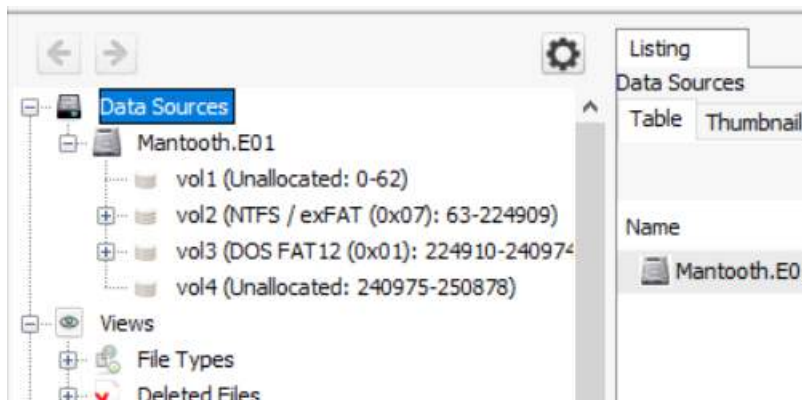 Data Sources
Mantooth.E01
vol1 (Unallocated: 0-62)
vol2 (NTFS / exFAT (0x07): 63-224909)
vol3 (DOS FAT12 (0x01): 224910-240974
vol4 (Unallocated: 240975-250878)
Views
File Types
Deleted Files
Listing
Data Sources
Table Thumbnail
Name
Mantooth.E0